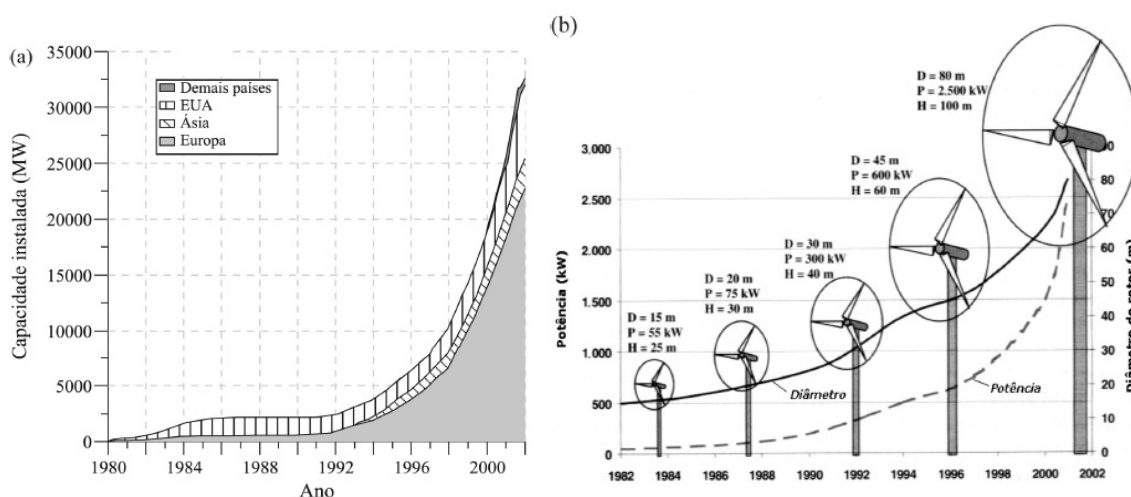 (a)
Capacidade instalada (MW)
35000
30000
25000
20000
15000
10000
5000
0
Demais países
EUA
Ásia
Europa
1980 1984 1988 1992 1996 2000
Ano
(b)
Potência (kW)
3.000
2.500
2.000
1.500
1.000
500
0
D = 15 m
P = 55 kW
H = 25 m
D = 20 m
P = 75 kW
H = 30 m
D = 30 m
P = 300 kW
H = 40 m
D = 45 m
P = 600 kW
H = 60 m
D = 80 m
P = 2.500 kW
H = 100 m
Diâmetro
Potência
90
80
70
60
50
40
30
20
10
0
Diâmetro do rotor (m)
1982 1984 1986 1988 1990 1992 1994 1996 1998 2000 2002